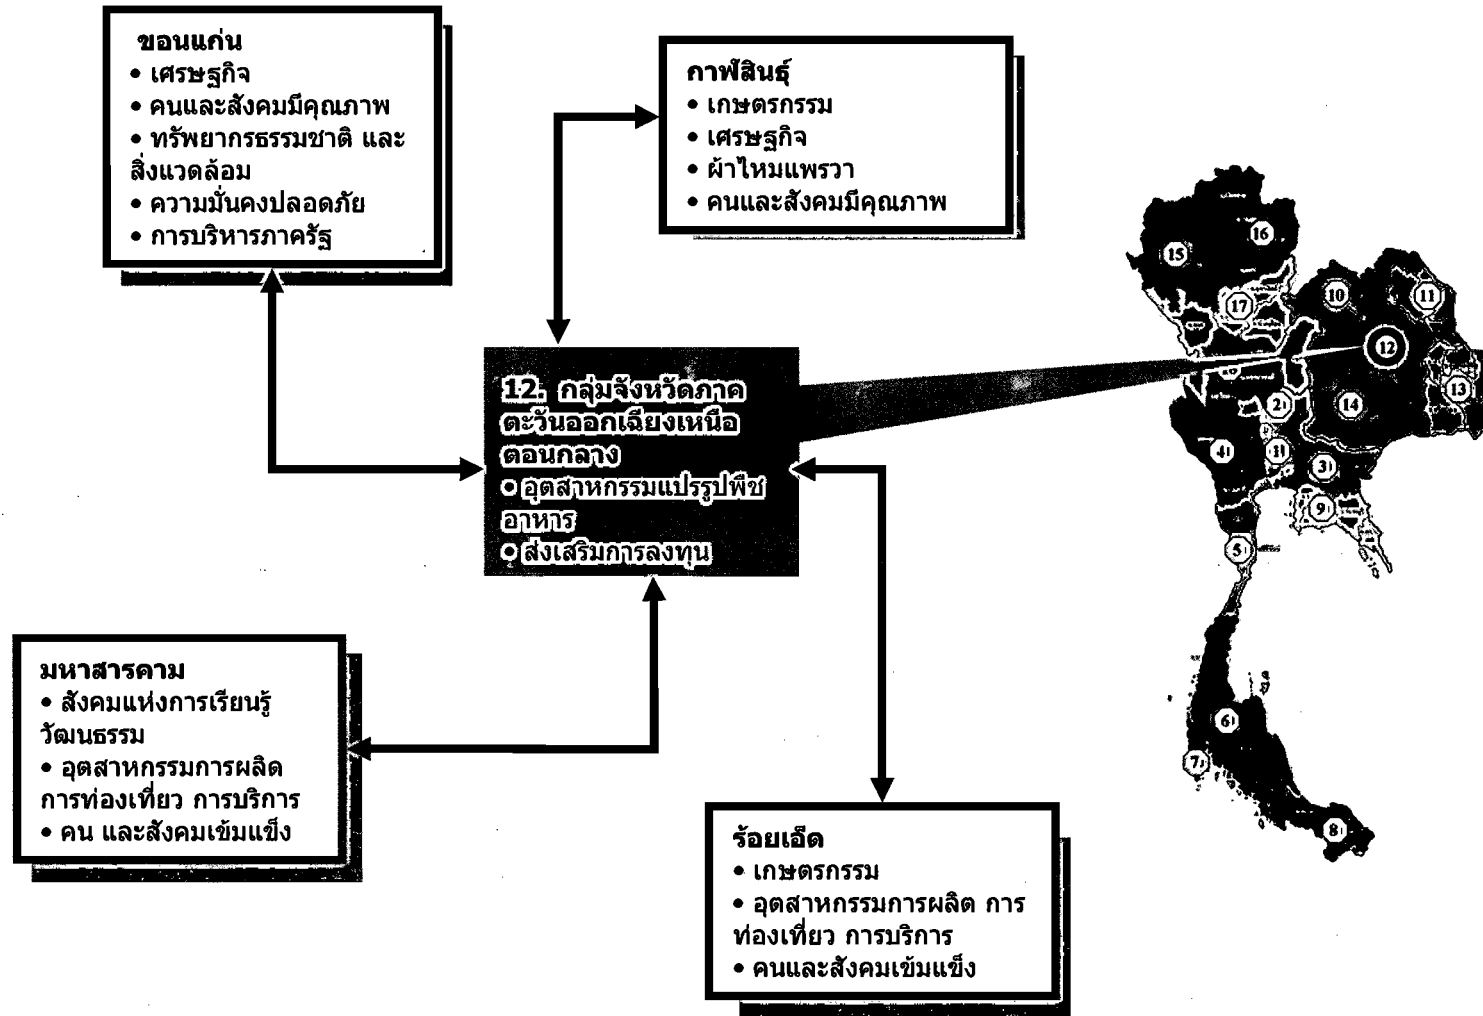 ขอนแก่น
• เศรษฐกิจ
• คนและสังคมมีคุณภาพ
• ทรัพยากรธรรมชาติ และ
สิ่งแวดล้อม
• ความมั่นคงปลอดภัย
• การบริหารภาครัฐ
กาฬสินธุ์
• เกษตรกรรม
• เศรษฐกิจ
• ผ้าไหมแพรวา
• คนและสังคมมีคุณภาพ
12. กลุ่มจังหวัดภาค
ตะวันออกเฉียงเหนือ
ตอนกลาง
• อุตสาหกรรมแปรรูปพืช
อาหาร
• ส่งเสริมการลงทุน
มหาสารคาม
• สังคมแห่งการเรียนรู้
วัฒนธรรม
• อุตสาหกรรมการผลิต
การท่องเที่ยว การบริการ
• คน และสังคมเข้มแข็ง
ร้อยเอ็ด
• เกษตรกรรม
• อุตสาหกรรมการผลิต การ
ท่องเที่ยว การบริการ
• คนและสังคมเข้มแข็ง
16
15
10
11
17
12
13
2
14
4
1
3
9
5
6
7
8